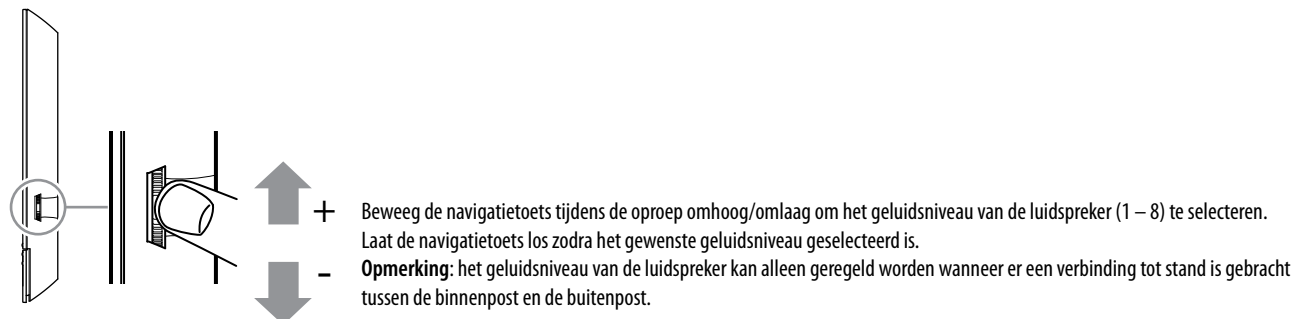 +
Beweeg de navigatietoets tijdens de oproep omhoog/omlaag om het geluidsniveau van de luidspreker (1 – 8) te selecteren.
Laat de navigatietoets los zodra het gewenste geluidsniveau geselecteerd is.
-
Opmerking: het geluidsniveau van de luidspreker kan alleen geregeld worden wanneer er een verbinding tot stand is gebracht
tussen de binnenpost en de buitenpost.